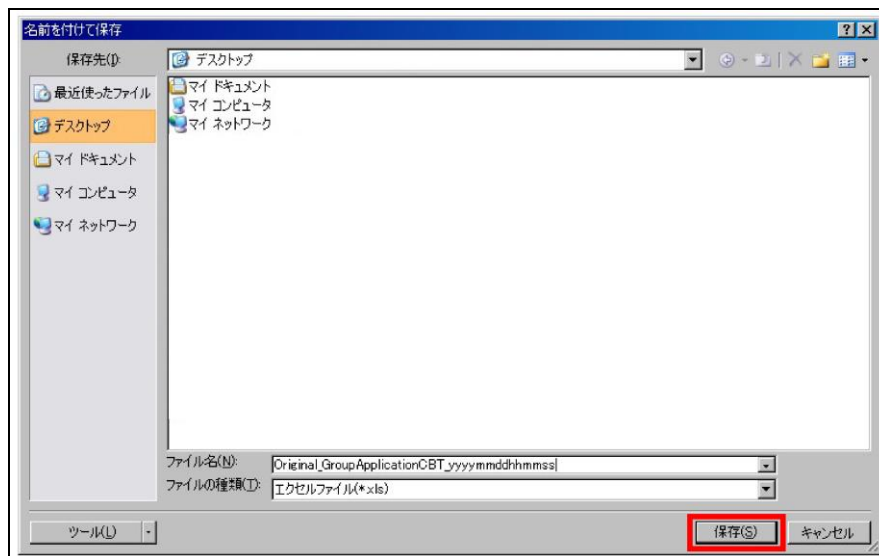 名前を付けて保存
保存先(I):
デスクトップ
最近使ったファイル
デスクトップ
マイ ドキュメント
マイ コンピュータ
マイ ネットワーク
マイ ドキュメント
マイ コンピュータ
マイ ネットワーク
ファイル名(N):
Original_GroupApplicationCBT_yyyymmddhhmmss
ファイルの種類(T):
エクセルファイル(*xls)
ツール(L)
保存(S)
キャンセル